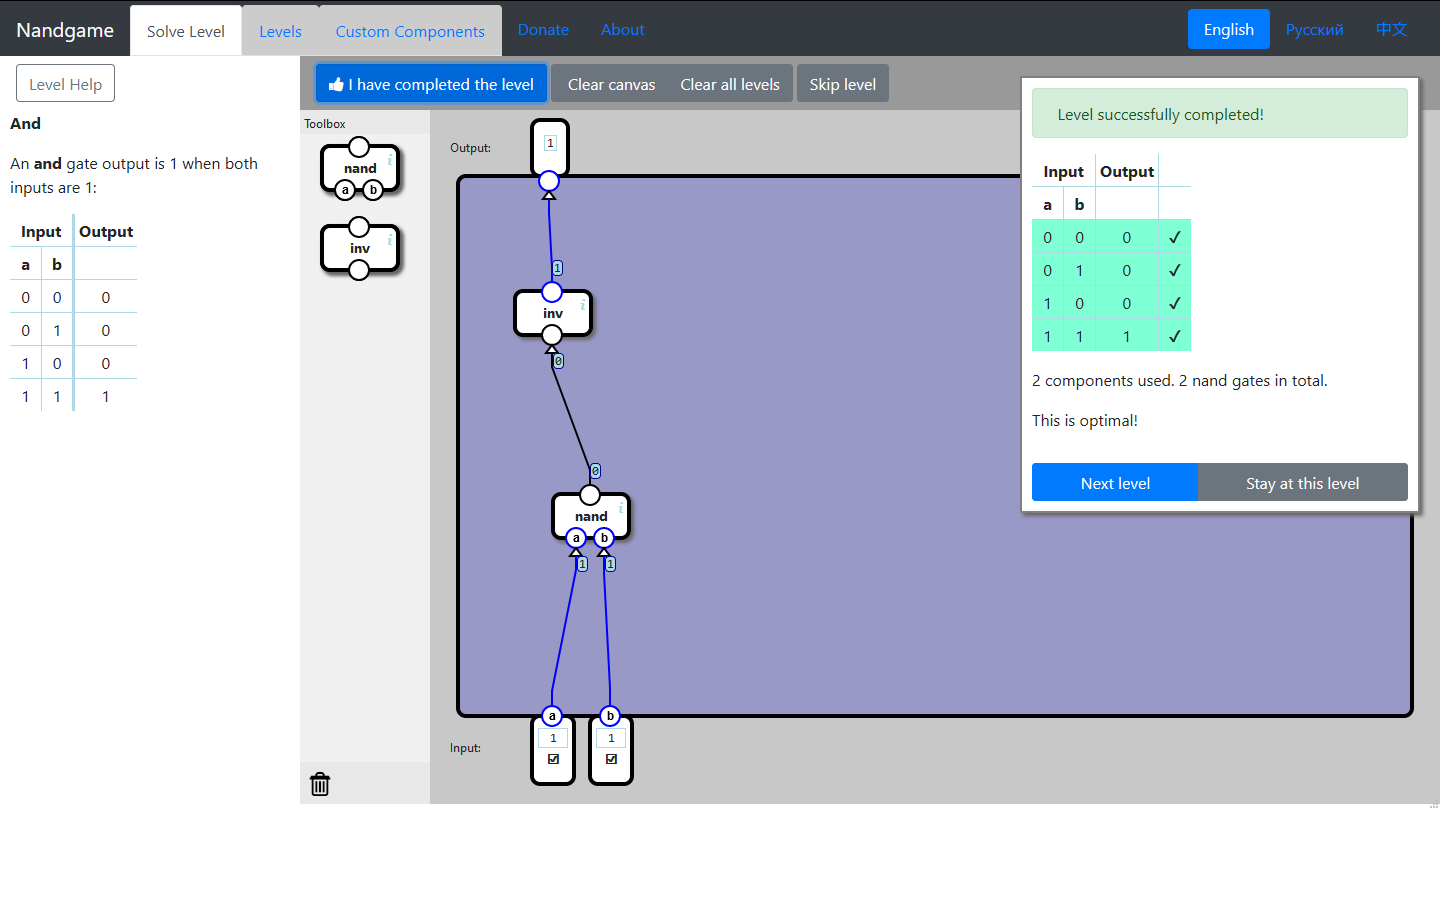 Nandgame Solve Level Levels Custom Components Donate About English Русский 中文
Level Help
I have completed the level Clear canvas Clear all levels Skip level
And
An and gate output is 1 when both
inputs are 1:
Input Output
a b
0 0 0
0 1 0
1 0 0
1 1 1
Toolbox
nand
a b
inv
Output:
1
1
inv
0
0
nand
a b
1 1
a b
Input:
1 1
Level successfully completed!
Input Output
a b
0 0 0 ✓
0 1 0 ✓
1 0 0 ✓
1 1 1 ✓
2 components used. 2 nand gates in total.
This is optimal!
Next level Stay at this level